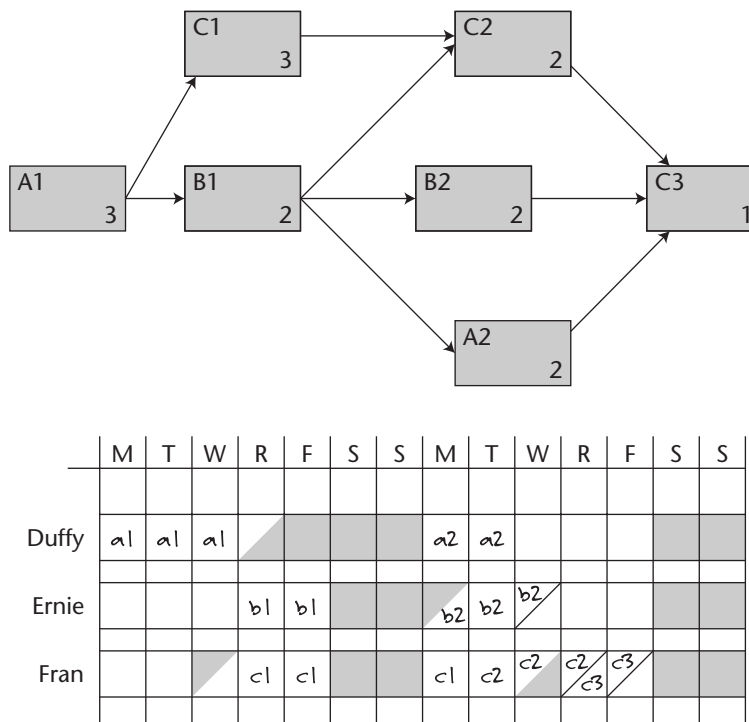 C1 C2
3 2
A1 B1 B2 C3
3 2 2 1
A2
2
M T W R F S S M T W R F S S
Duffy a1 a1 a1 a2 a2
Ernie b1 b1 b2 b2 b2
Fran c1 c1 c1 c2 c2 c2 c3 c3